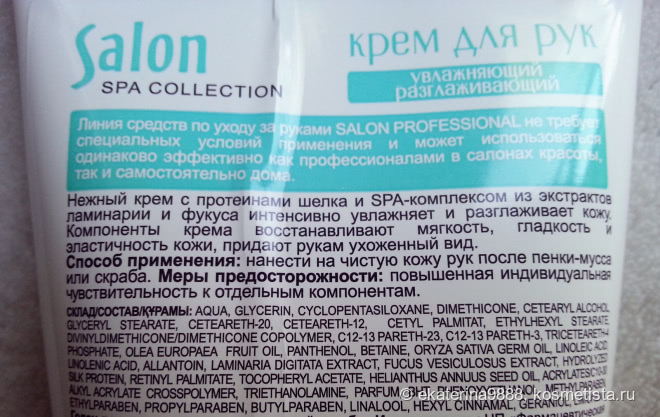 Salon
SPA COLLECTION
крем для рук
увлажняющий
разглаживающий
Линия средств по уходу за руками SALON PROFESSIONAL не требует
специальных условий применения и может использоваться
одинаково эффективно как профессионалами в салонах красоты,
так и самостоятельно дома.
Нежный крем с протеинами шелка и SPA-комплексом из экстрактов
ламинарии и фукуса интенсивно увлажняет и разглаживает кожу.
Компоненты крема восстанавливают мягкость, гладкость и
эластичность кожи, придают рукам ухоженный вид.
Способ применения: нанести на чистую кожу рук после пенки-мусса
или скраба. Меры предосторожности: повышенная индивидуальная
чувствительность к отдельным компонентам.
СКЛАД/СОСТАВ/ҚҰРАМЫ: AQUA, GLYCERIN, CYCLOPENTASILOXANE, DIMETHICONE, CETEARYL ALCOHOL
GLYCERYL STEARATE, CETEARETH-20, CETEARETH-12, CETYL PALMITAT, ETHYLHEXYL STEARATE
DIVINYLDIMETHICONE/DIMETHICONE COPOLYMER, C12-13 PARETH-23, C12-13 PARETH-3, TRICETEARETH-4
PHOSPHATE, OLEA EUROPAEA FRUIT OIL, PANTHENOL, BETAINE, ORYZA SATIVA GERM OIL, LINOLEIC ACID,
LINOLENIC ACID, ALLANTOIN, LAMINARIA DIGITATA EXTRACT, FUCUS VESICULOSUS EXTRACT, HYDROLYZED
SILK PROTEIN, RETINYL PALMITATE, TOCOPHERYL ACETATE, HELIANTHUS ANNUUS SEED OIL, ACRYLATES/C10-30
ALKYL ACRYLATE CROSSPOLYMER, TRIETHANOLAMINE, PARFUM, PHENOXYETHANOL, METHYLPARABEN,
ETHYLPARABEN, PROPYLPARABEN, BUTYLPARABEN, LINALOOL, HEXYL CINNAMAL, GERANIOL
ekaterina9888, kosmetista.ru